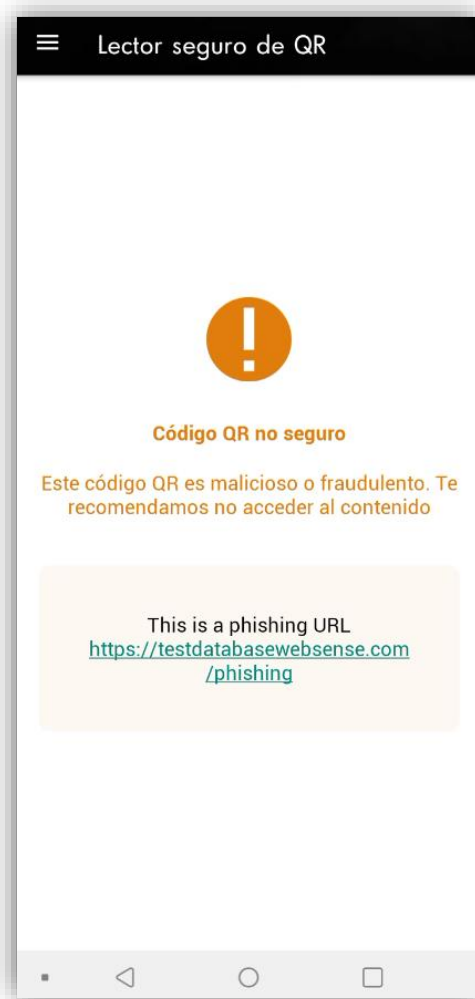 Lector seguro de QR
!
Código QR no seguro
Este código QR es malicioso o fraudulento. Te
recomendamos no acceder al contenido
This is a phishing URL
https://testdatabasewebsense.com
/phishing